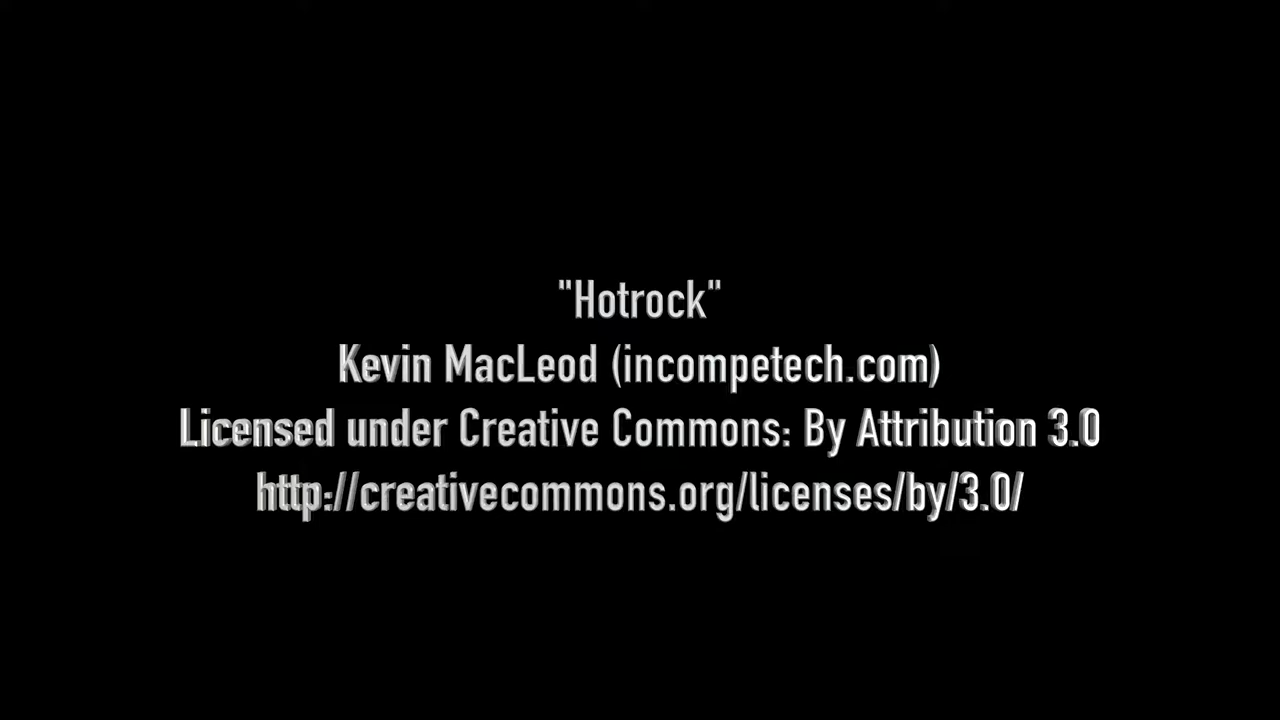 "Hotrock"
Kevin MacLeod (incompetech.com)
Licensed under Creative Commons: By Attribution 3.0
http://creativecommons.org/licenses/by/3.0/